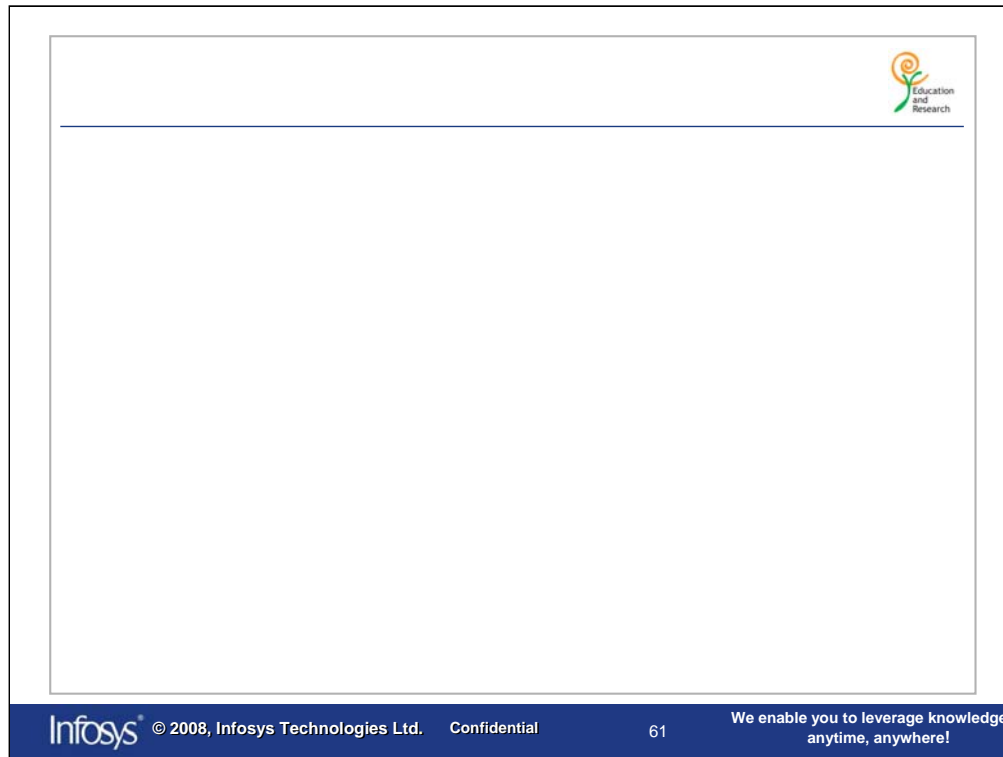 Education
and
Research
Infosys® © 2008, Infosys Technologies Ltd. Confidential 61 We enable you to leverage knowledge
anytime, anywhere!